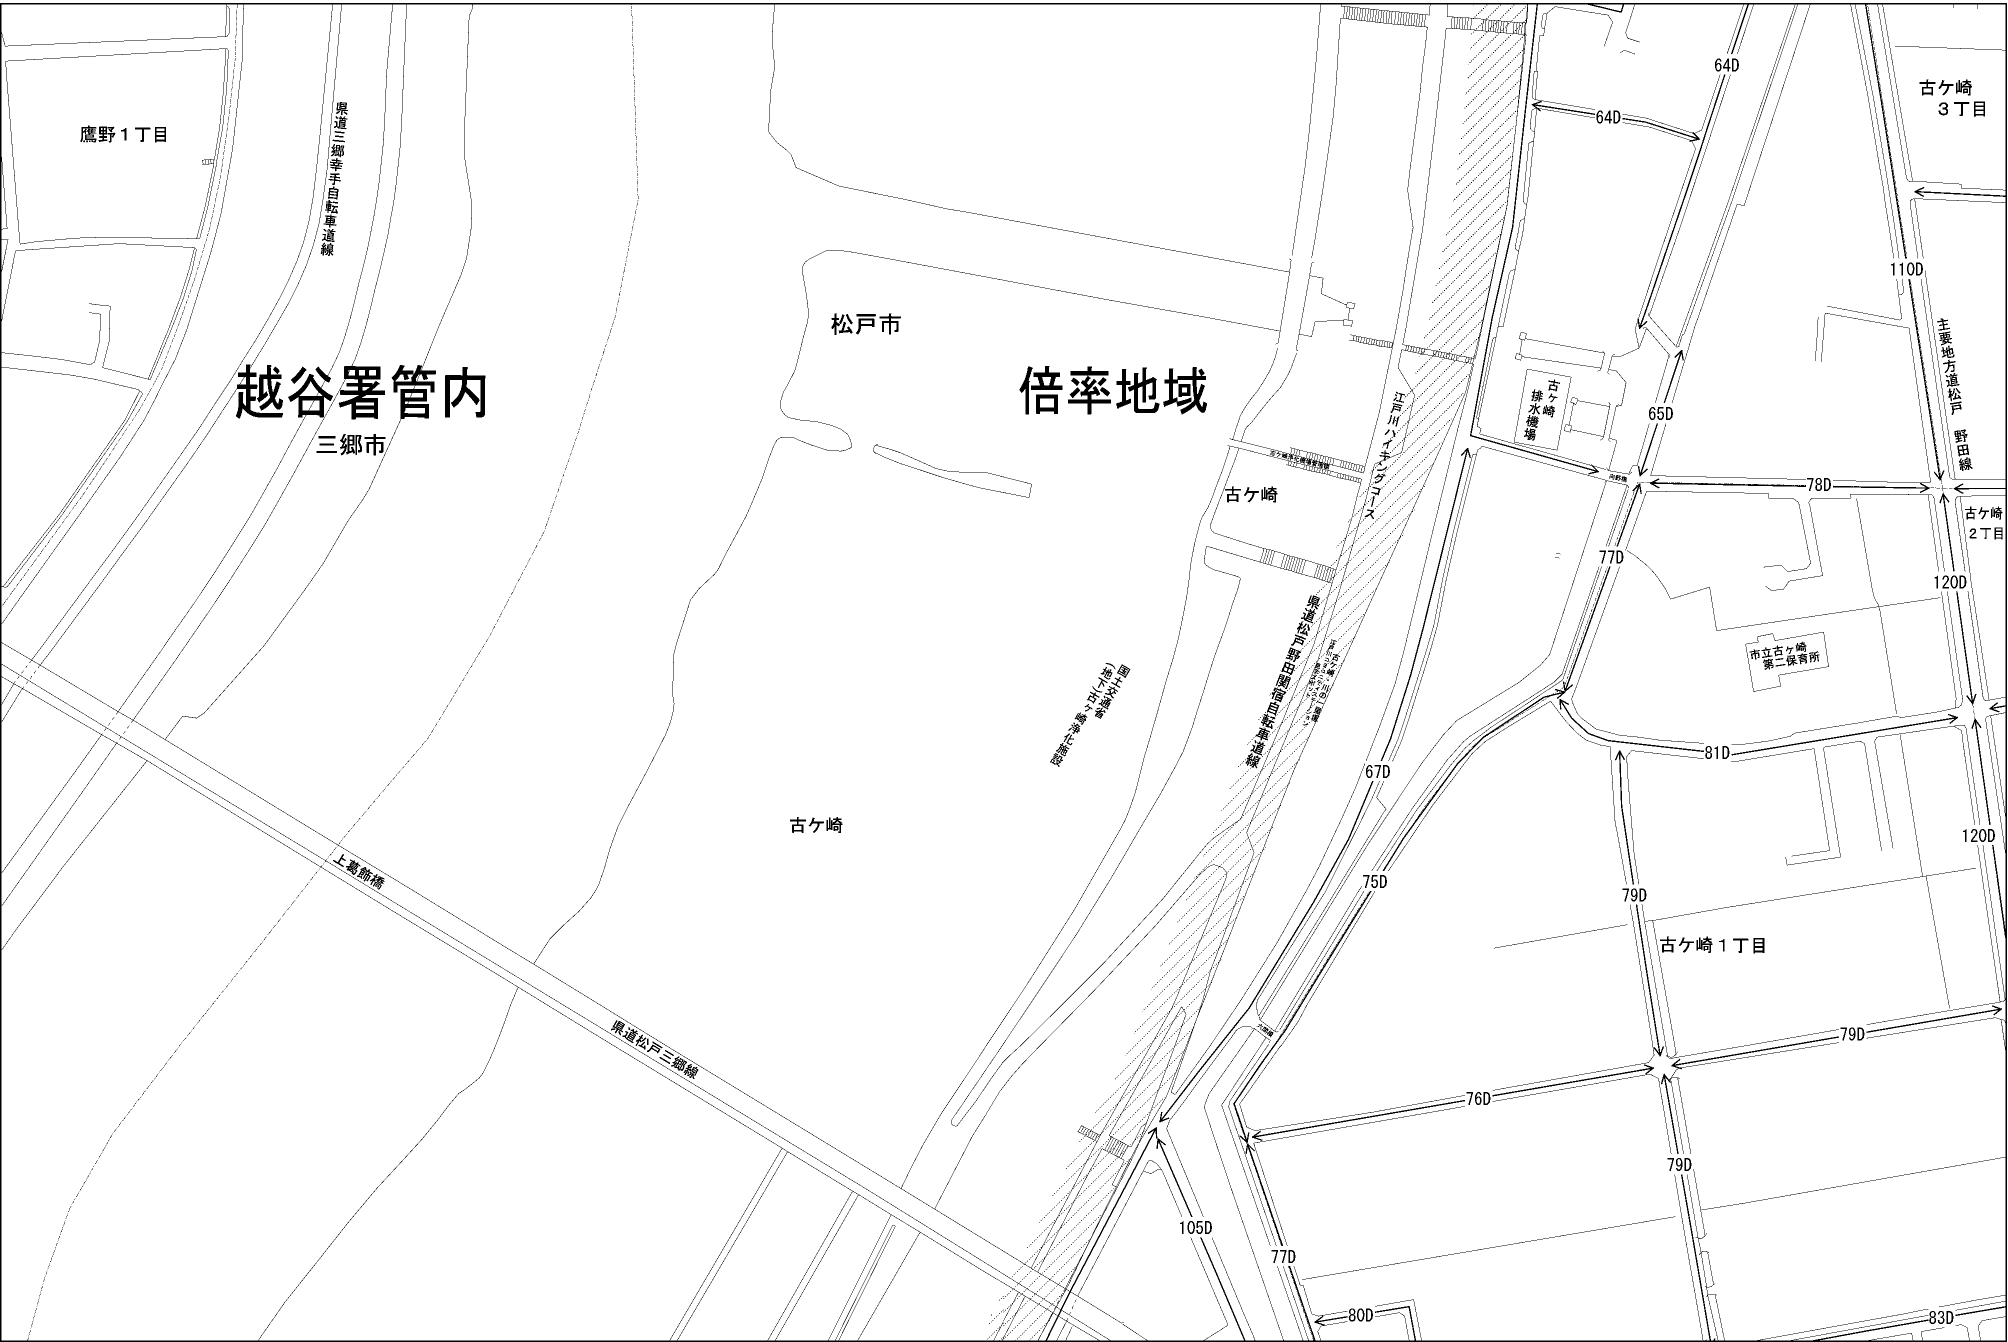 64D
古ケ崎
３丁目
県道三郷幸手自転車道線
64D
鷹野１丁目
110D
松戸市
主要地方道松戸　野田線
越谷署管内
倍率地域
古ケ崎
排水機場
65D
江戸川ハイキングコース
三郷市
78D
古ケ崎
古ケ崎
２丁目
77D
120D
県道松戸野田関宿自転車道線
市立古ケ崎
第二保育所
国土交通省
(地下)古ケ崎浄化施設
81D
67D
古ケ崎
120D
上葛飾橋
75D
79D
古ケ崎１丁目
県道松戸三郷線
79D
76D
79D
105D
77D
80D
83D